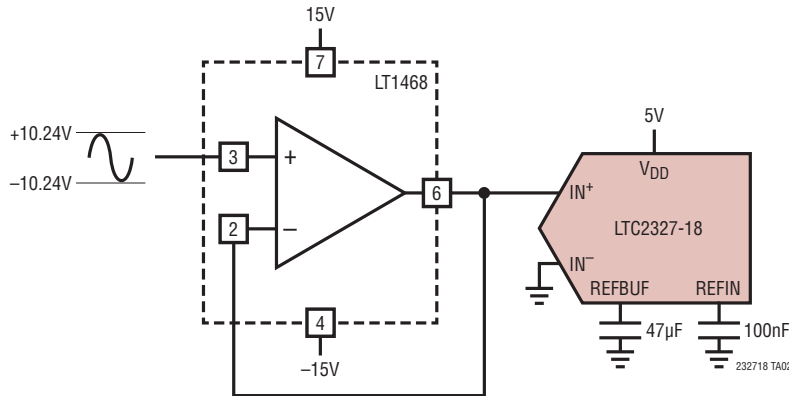 15V
7
LT1468
+10.24V
–10.24V
3
+
2
–
6
4
–15V
5V
VDD
IN+
LTC2327-18
IN–
REFBUF
REFIN
47µF
100nF
232718 TA02